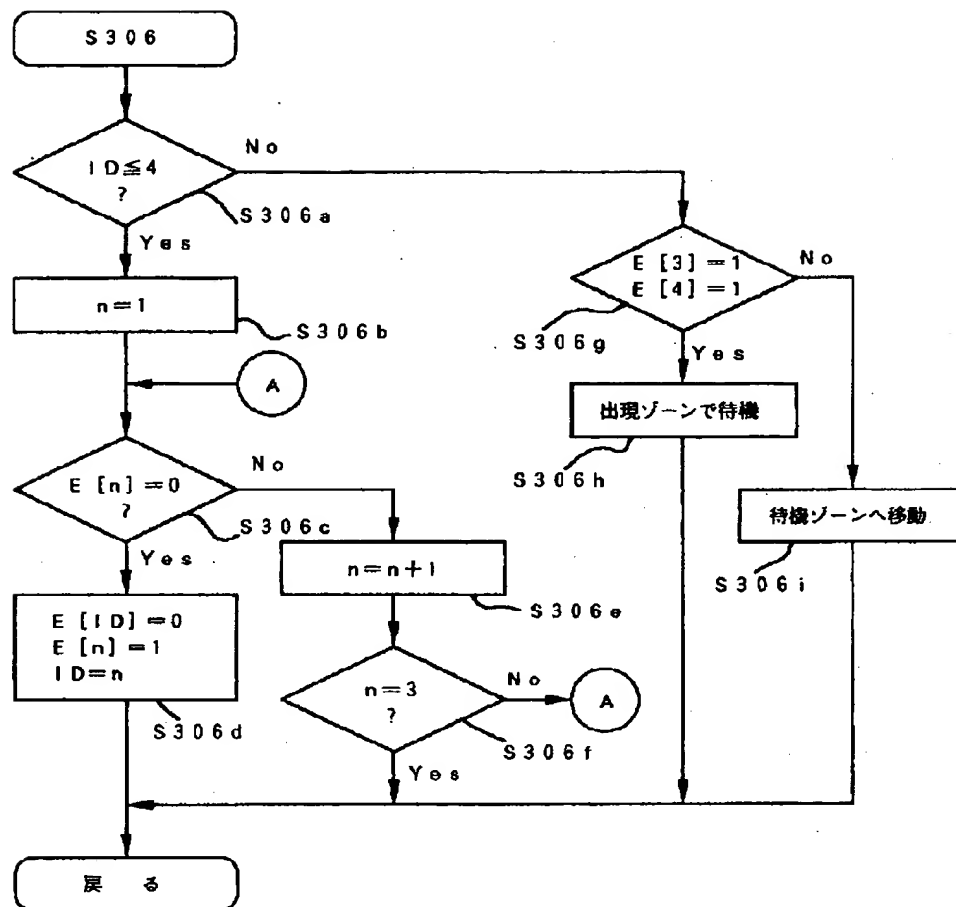 S306
ID≦4
?
No
S306a
Yes
n=1
S306b
A
E[n]=0
?
No
S306c
Yes
E[ID]=0
E[n]=1
ID=n
S306d
n=n+1
S306e
n=3
?
No
A
S306f
Yes
E[3]=1
E[4]=1
No
S306g
Yes
出現ゾーンで待機
S306h
待機ゾーンへ移動
S306i
戻る